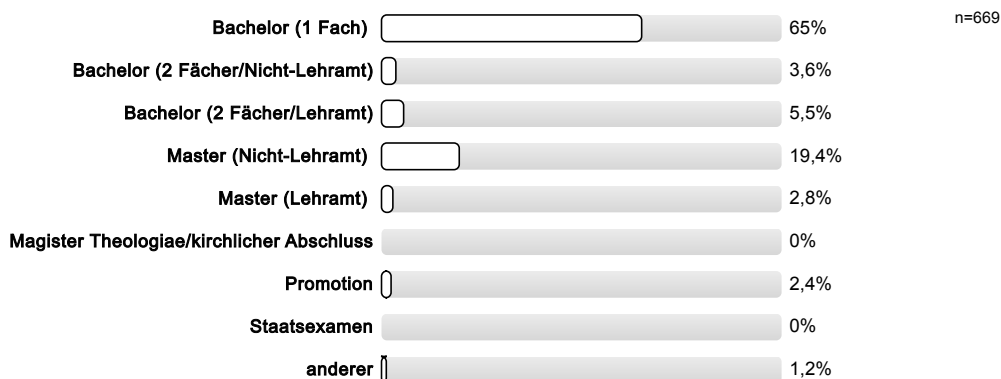 n=669
Bachelor (1 Fach) 65%
Bachelor (2 Fächer/Nicht-Lehramt) 3,6%
Bachelor (2 Fächer/Lehramt) 5,5%
Master (Nicht-Lehramt) 19,4%
Master (Lehramt) 2,8%
Magister Theologiae/kirchlicher Abschluss 0%
Promotion 2,4%
Staatsexamen 0%
anderer 1,2%